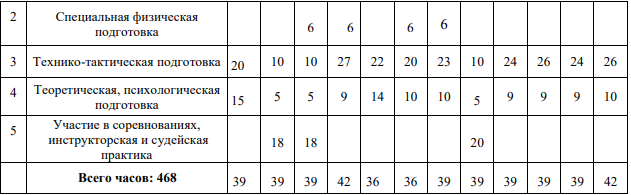 2 Специальная физическая подготовка 6 6 6 6
3 Технико-тактическая подготовка 20 10 10 27 22 20 23 10 24 26 24 26
4 Теоретическая, психологическая подготовка 15 5 5 9 14 10 10 5 9 9 9 10
5 Участие в соревнованиях, инструкторская и судейская практика 18 18 20
Всего часов: 468 39 39 39 42 36 36 39 39 39 39 39 42